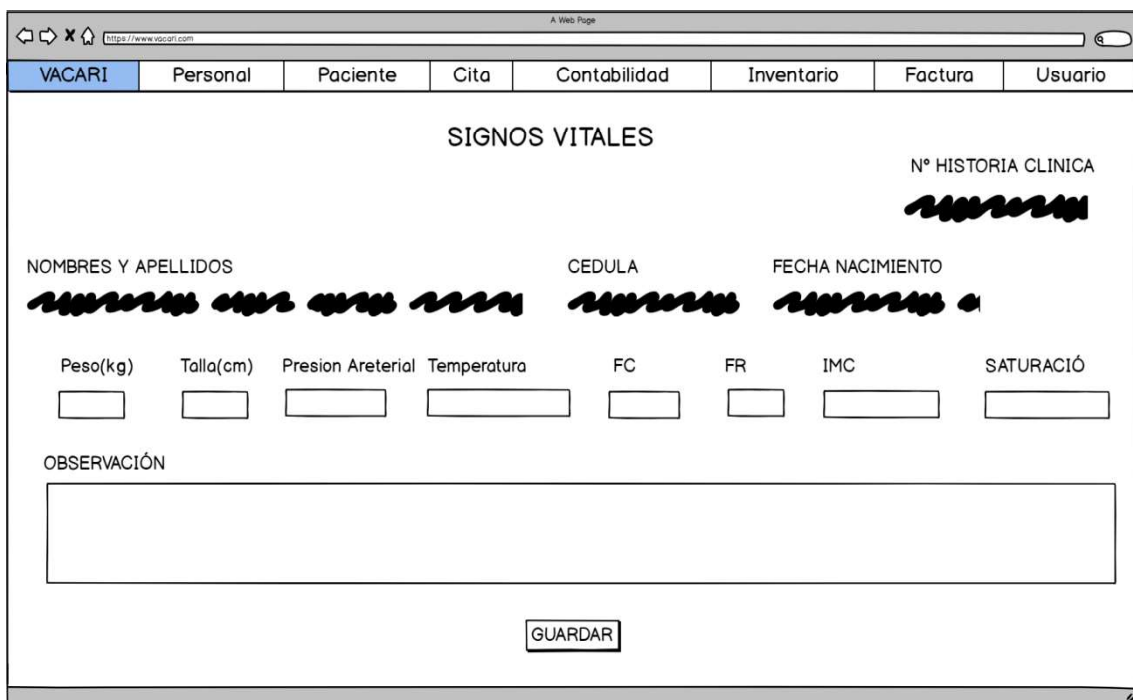 A Web Page
https://www.vacari.com
VACARI Personal Paciente Cita Contabilidad Inventario Factura Usuario
SIGNOS VITALES
Nº HISTORIA CLINICA
NOMBRES Y APELLIDOS CEDULA FECHA NACIMIENTO
Peso(kg) Talla(cm) Presion Areterial Temperatura FC FR IMC SATURACIÓ
OBSERVACIÓN
GUARDAR